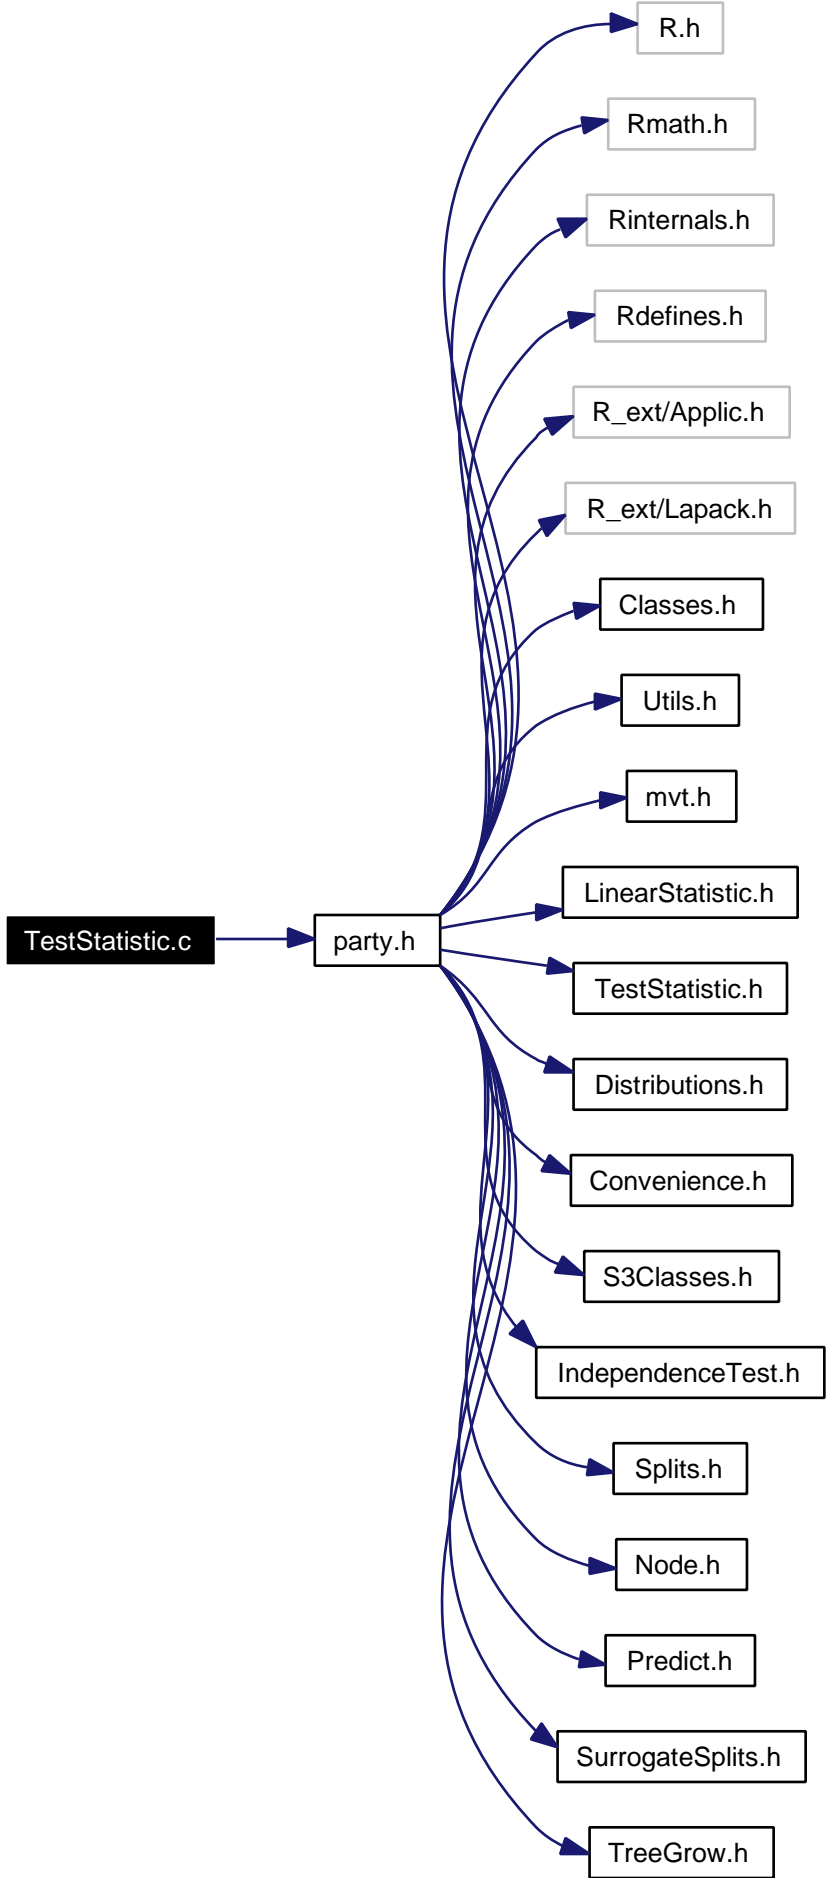 R.h
Rmath.h
Rinternals.h
Rdefines.h
R_ext/Applic.h
R_ext/Lapack.h
Classes.h
Utils.h
mvt.h
LinearStatistic.h
TestStatistic.c
party.h
TestStatistic.h
Distributions.h
Convenience.h
S3Classes.h
IndependenceTest.h
Splits.h
Node.h
Predict.h
SurrogateSplits.h
TreeGrow.h